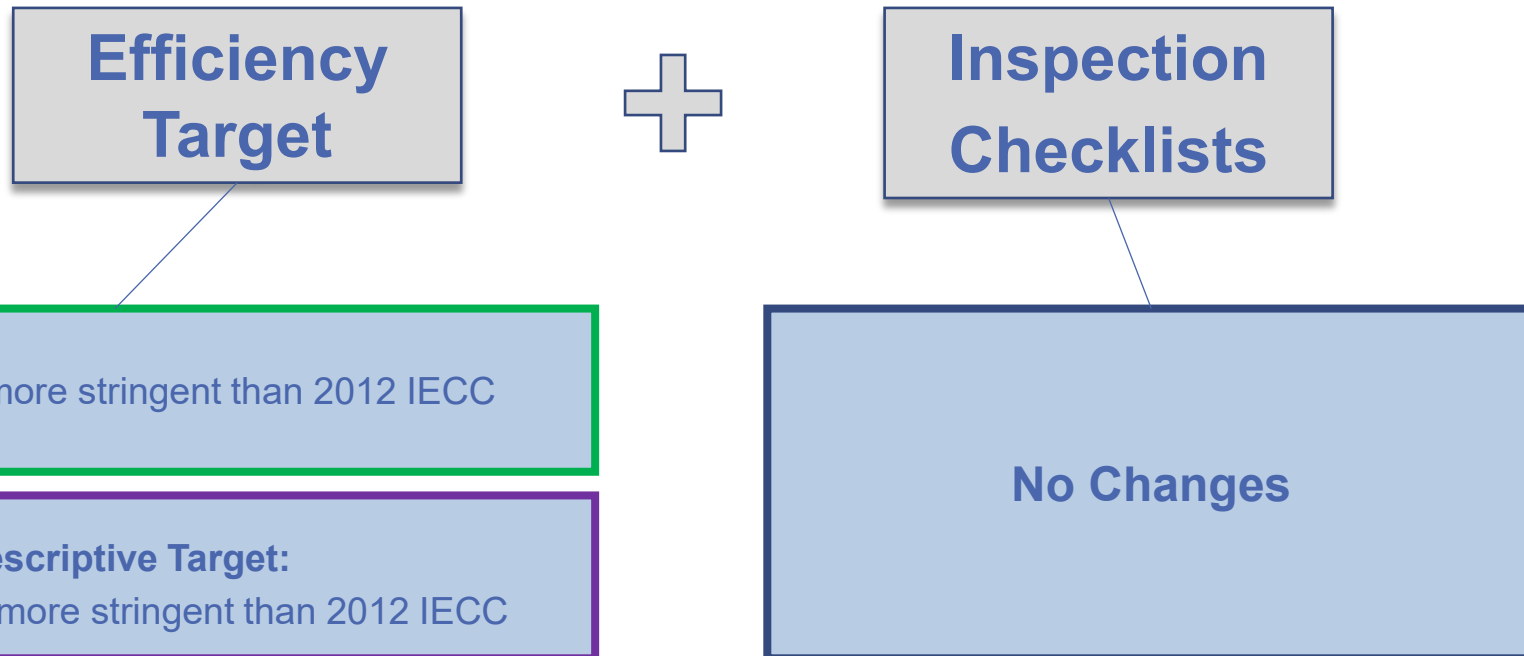 Efficiency
Target
Inspection
Checklists
more stringent than 2012 IECC
escriptive Target:
more stringent than 2012 IECC
No Changes